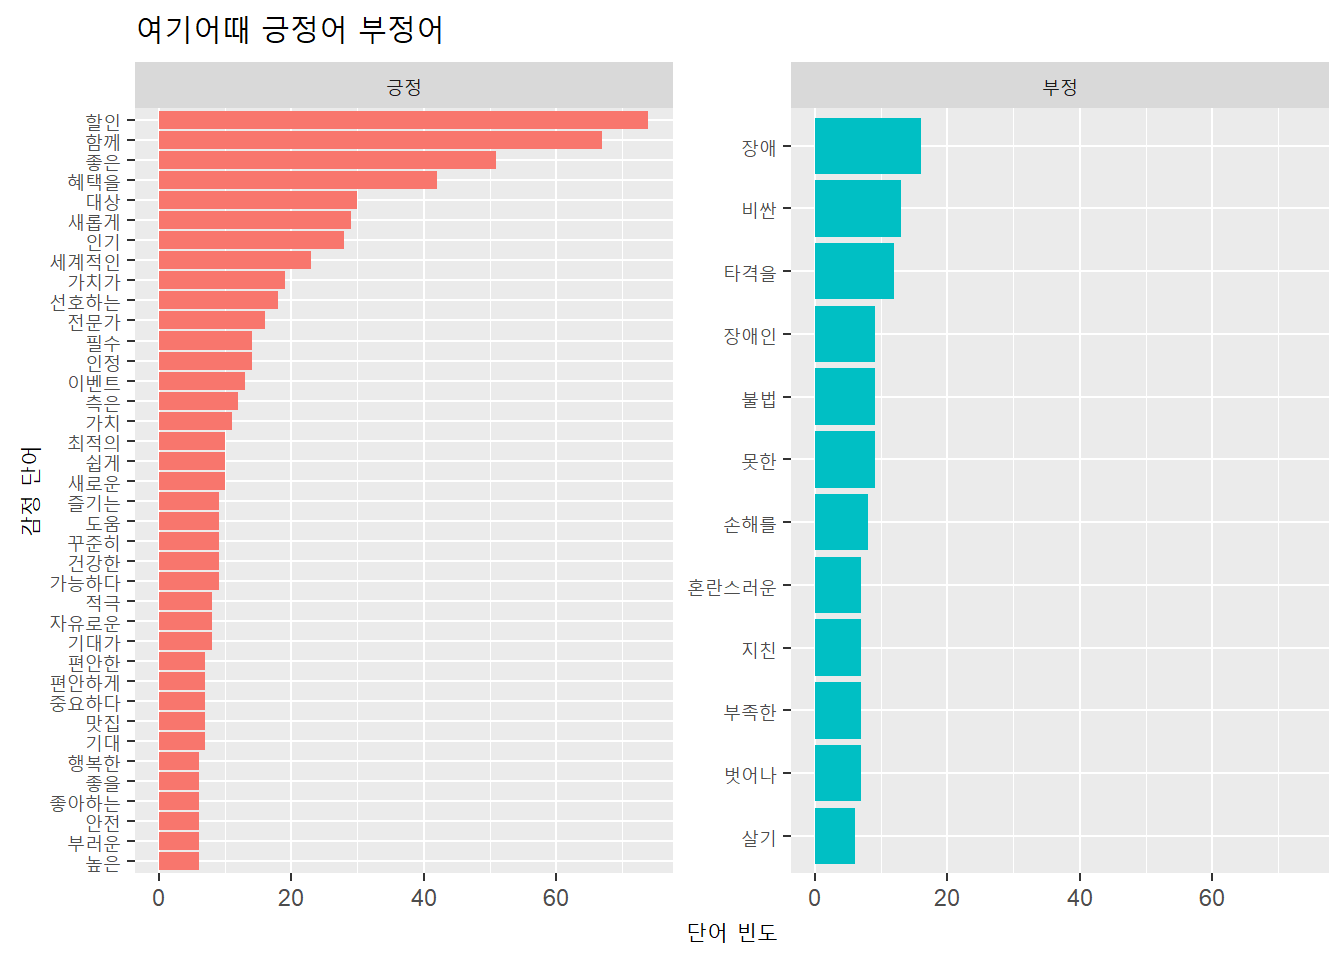 여기어때 긍정어 부정어
긍정
부정
감정 단어
할인
함께
좋은
혜택을
대상
새롭게
인기
세계적인
가치가
선호하는
전문가
필수
인정
이벤트
측은
가치
최적의
쉽게
새로운
즐기는
도움
꾸준히
건강한
가능하다
적극
자유로운
기대가
편안한
편안하게
중요하다
맛집
기대
행복한
좋을
좋아하는
안전
부러운
높은
0 20 40 60
장애
비싼
타격을
장애인
불법
못한
손해를
혼란스러운
지친
부족한
벗어나
살기
0 20 40 60
단어 빈도